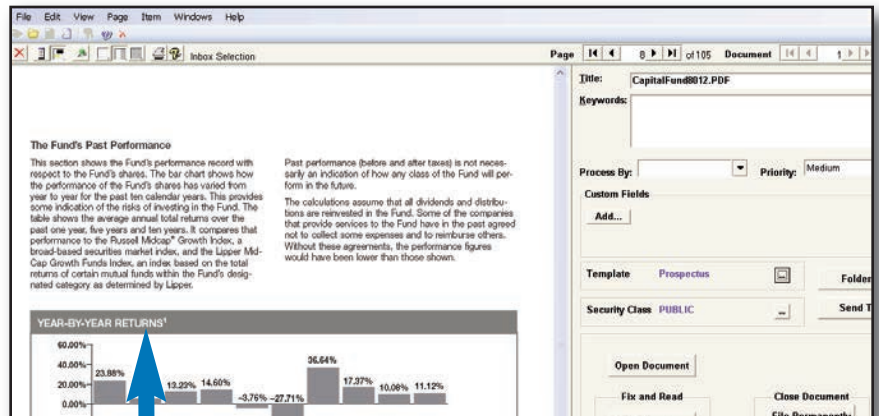 File Edit View Page Item Windows Help
Inbox Selection
Page 8 of 105 Document 1
Title: CapitalFund8012.PDF
Keywords:
The Fund's Past Performance
This section shows the Fund's performance record with
respect to the Fund's shares. The bar chart shows how
the performance of the Fund's shares has varied from
year to year for the past ten calendar years. This provides
some indication of the risks of investing in the Fund. The
table shows the average annual total returns over the
past one year, five years and ten years. It compares that
performance to the Russell Midcap® Growth Index, a
broad-based securities market index, and the Lipper Mid-
Cap Growth Funds Index, an index based on the total
returns of certain mutual funds within the Fund's desig-
nated category as determined by Lipper.
Past performance (before and after taxes) is not neces-
sarily an indication of how any class of the Fund will per-
form in the future.
The calculations assume that all dividends and distribu-
tions are reinvested in the Fund. Some of the companies
that provide services to the Fund have in the past agreed
not to collect some expenses and to reimburse others.
Without these agreements, the performance figures
would have been lower than those shown.
Process By: Priority: Medium
Custom Fields
Add...
Template Prospectus
Folder
Security Class PUBLIC
Send T
YEAR-BY-YEAR RETURNS¹
60.00%
40.00%
20.00%
0.00%
23.88% 13.23% 14.60% -3.76% -27.71% 36.64% 17.37% 10.08% 11.12%
Open Document
Fix and Read
Close Document
File Permanently